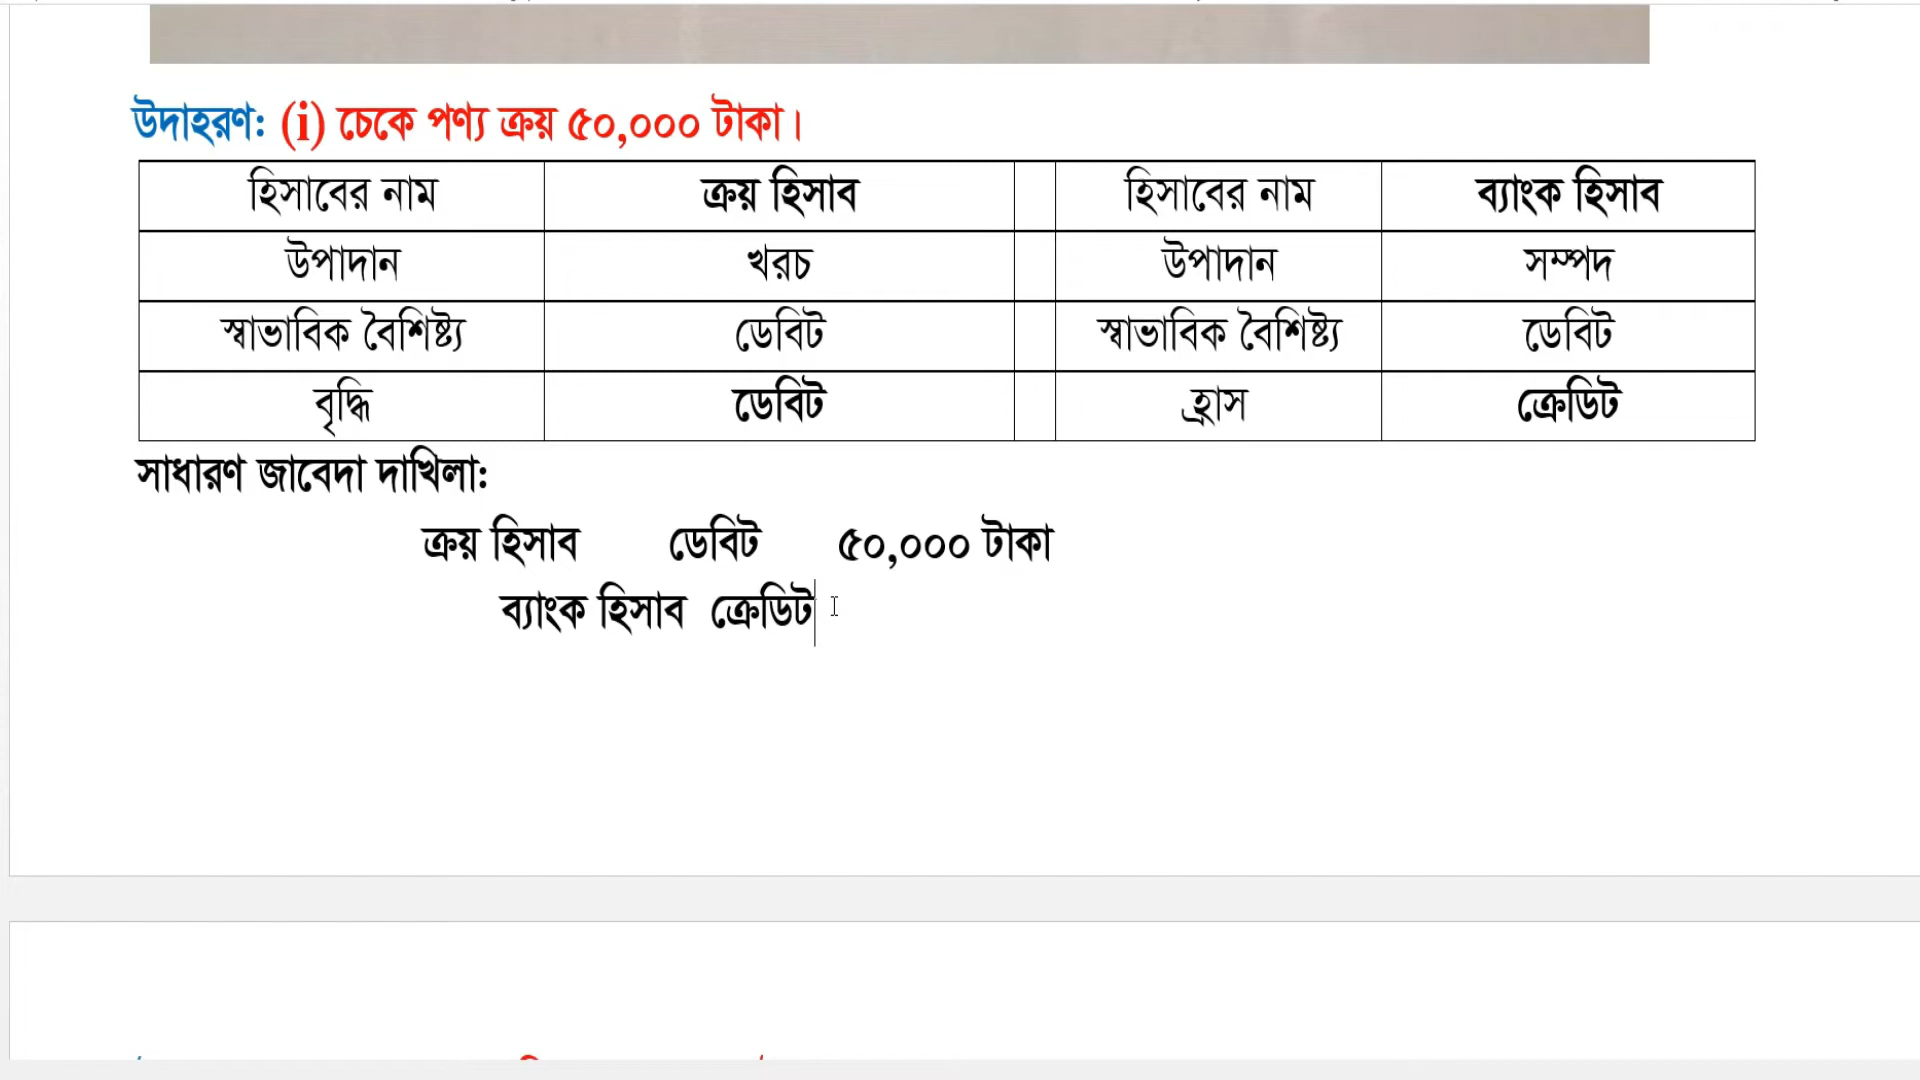 উদাহরণ: (i) চেকে পণ্য ক্রয় ৫০,০০০ টাকা।
হিসাবের নাম ক্রয় হিসাব হিসাবের নাম ব্যাংক হিসাব
উপাদান খরচ উপাদান সম্পদ
স্বাভাবিক বৈশিষ্ট্য ডেবিট স্বাভাবিক বৈশিষ্ট্য ডেবিট
বৃদ্ধি ডেবিট হ্রাস ক্রেডিট
সাধারণ জাবেদা দাখিলা:
ক্রয় হিসাব ডেবিট ৫০,০০০ টাকা
ব্যাংক হিসাব ক্রেডিট